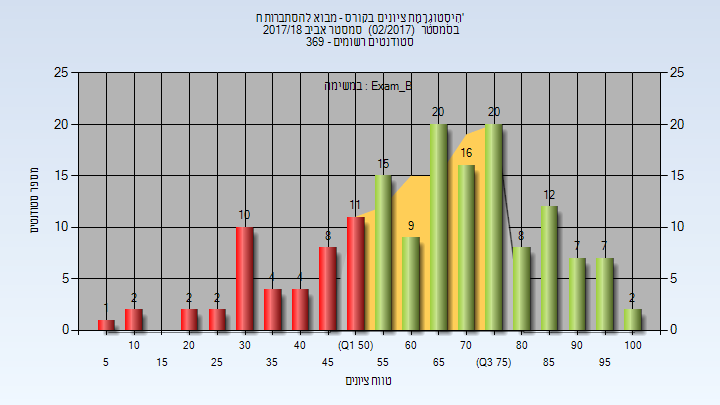 היסטוגרמת ציונים בקורס - מבוא להסתברות ח'
בסמסטר (02/2017) סמסטר אביב 2017/18
סטודנטים רשומים - 369
במשימה : Exam_B
מספר סטודנטים
25 25
20 20
15 15
10 10
5 5
0 0
1 2 2 2 10 4 4 8 11 15 9 20 16 20 8 12 7 7 2
10 20 30 40 (Q1 50) 60 70 80 90 100
5 15 25 35 45 55 65 (Q3 75) 85 95
טווח ציונים